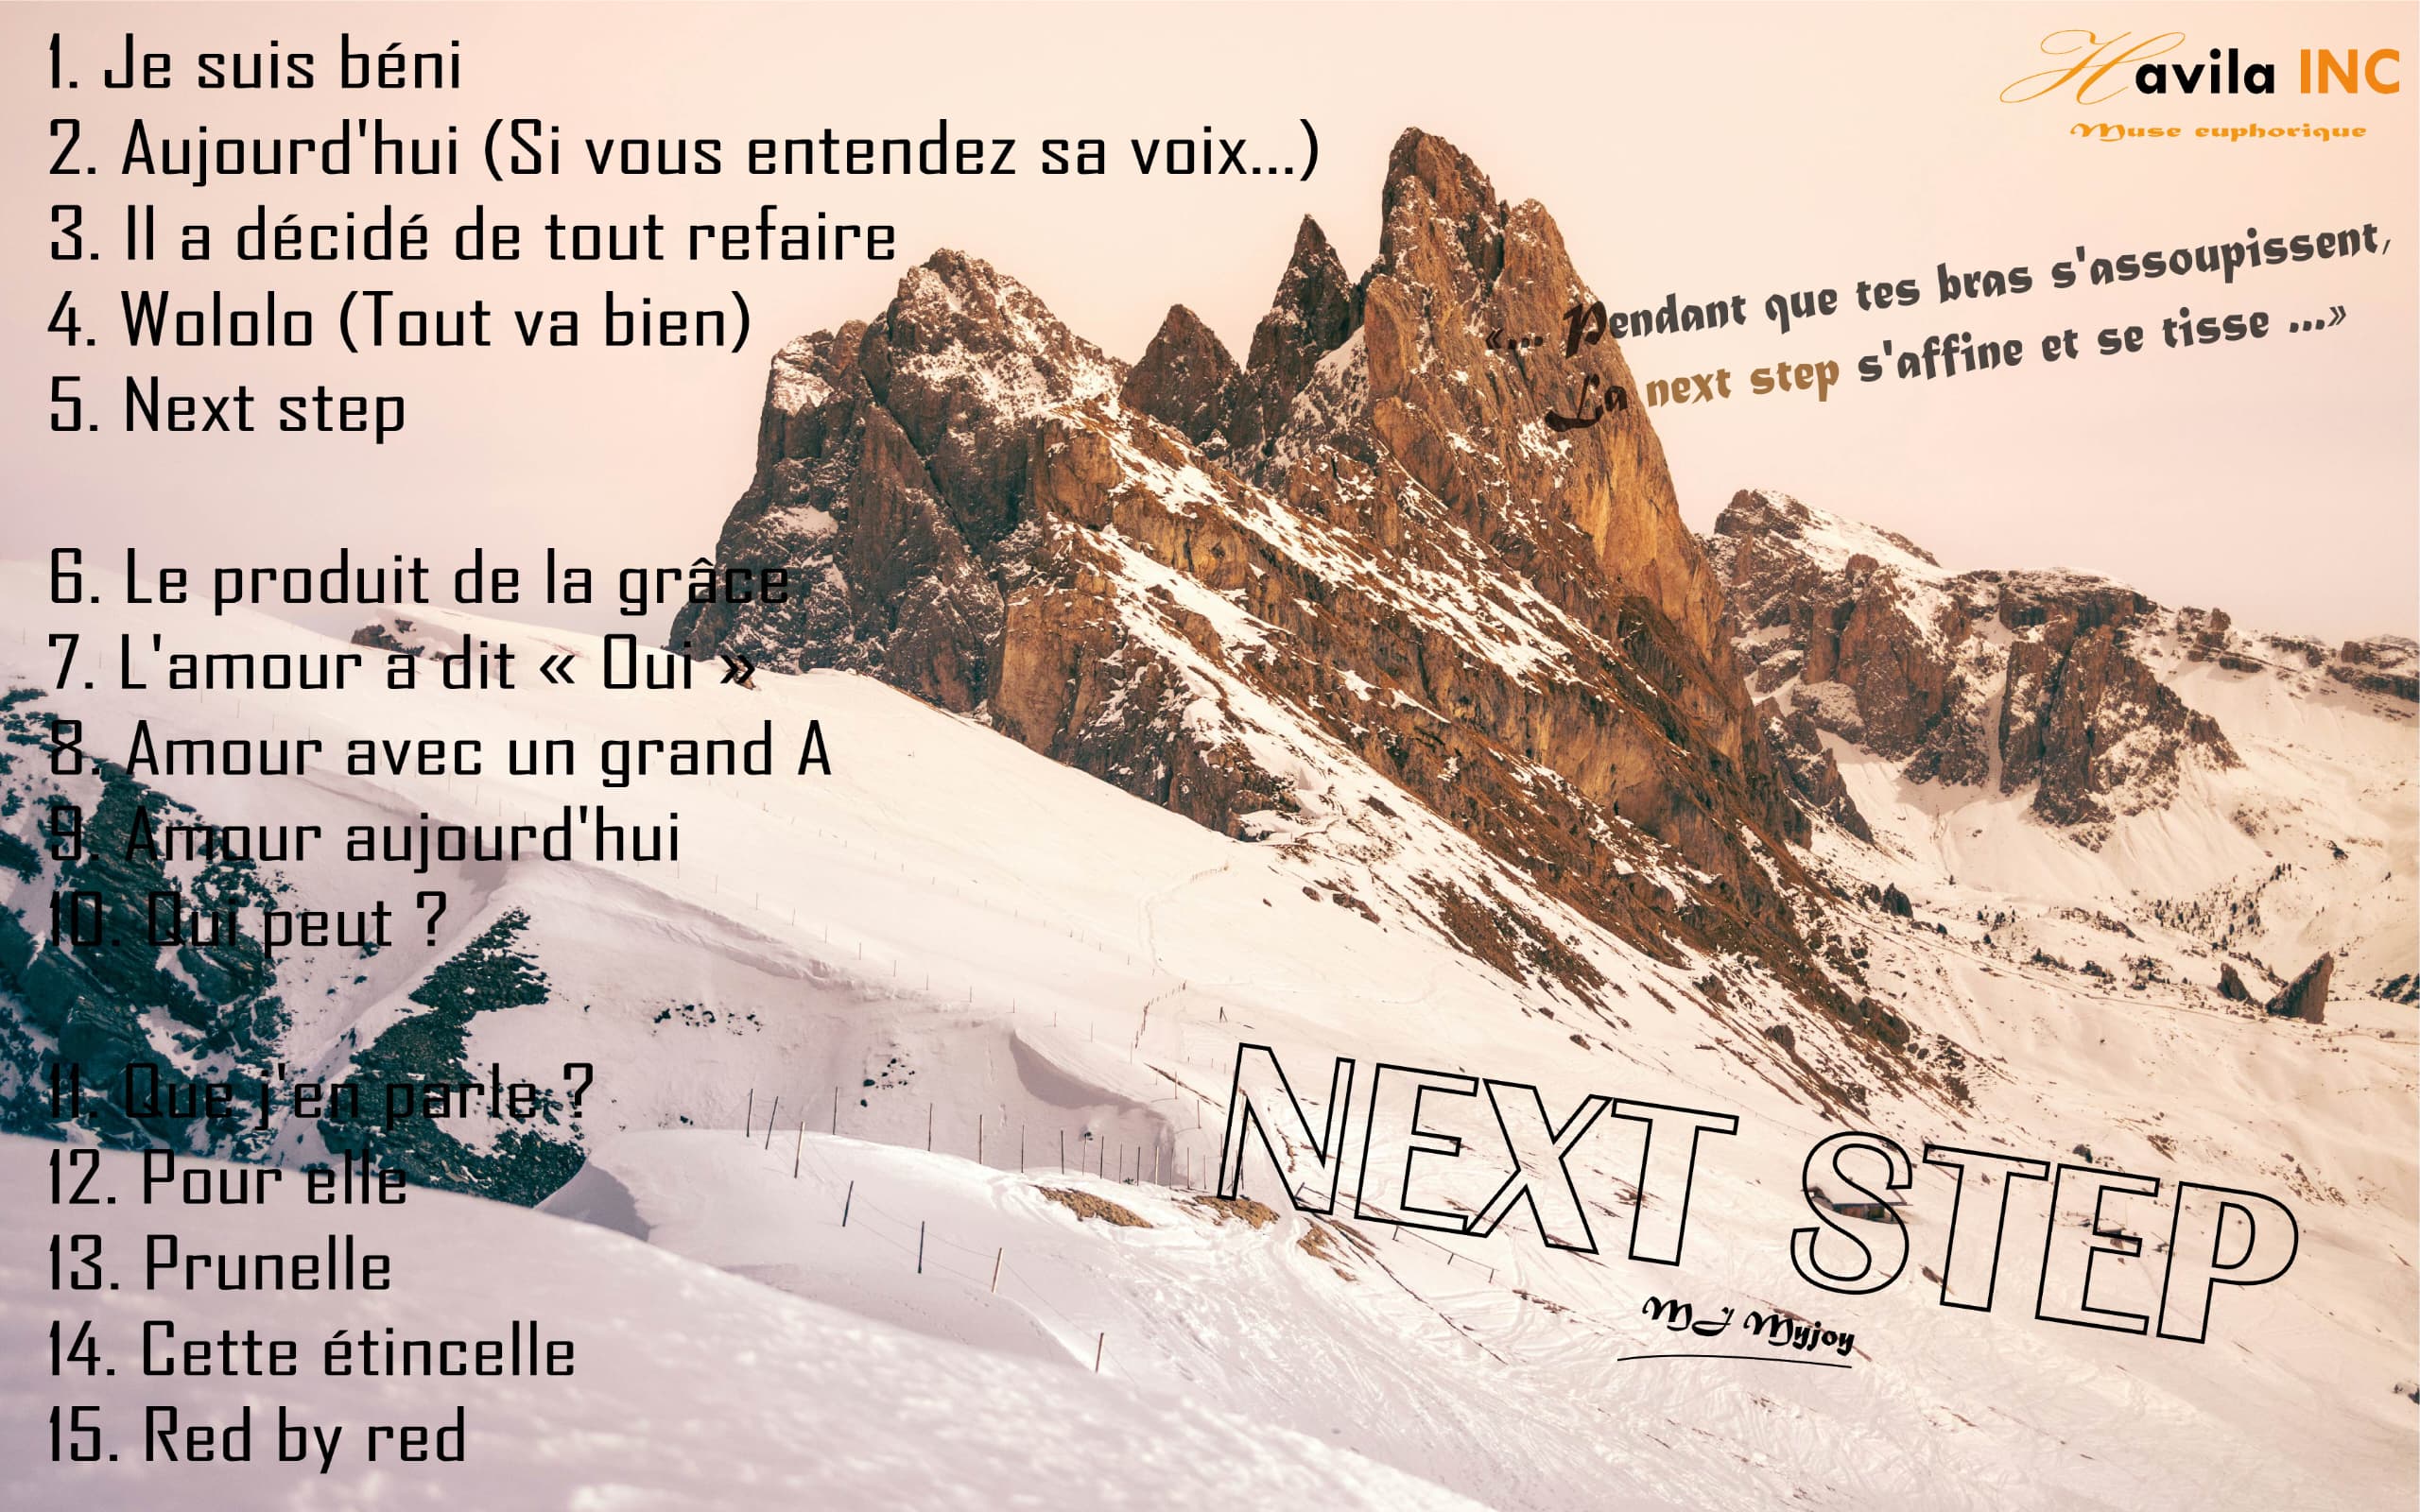 1. Je suis béni
2. Aujourd'hui (Si vous entendez sa voix...)
3. Il a décidé de tout refaire
4. Wololo (Tout va bien)
5. Next step
6. Le produit de la grâce
7. L'amour a dit « Oui »
8. Amour avec un grand A
9. Amour aujourd'hui
10. Qui peut ?
11. Que j'en parle ?
12. Pour elle
13. Prunelle
14. Cette étincelle
15. Red by red
Havila INC
Muse euphorique
«... Pendant que tes bras s'assoupissent,
La next step s'affine et se tisse ...»
NEXT STEP
Myjoy